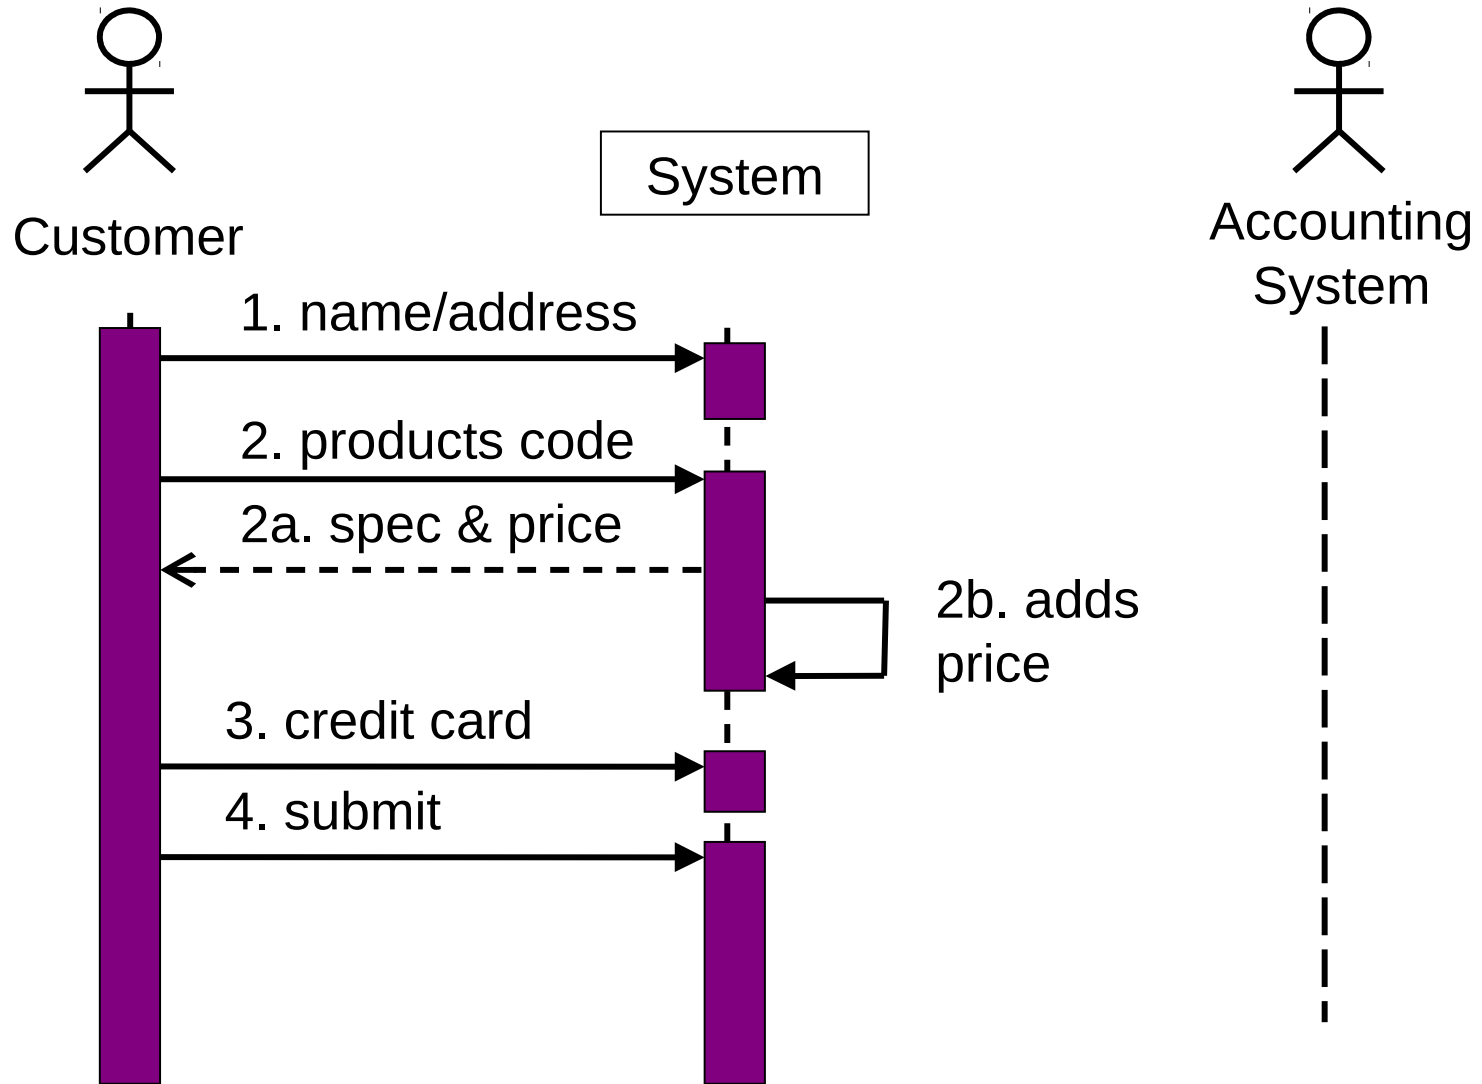 System
Customer
Accounting
System
1. name/address
2. products code
2a. spec & price
2b. adds
price
3. credit card
4. submit